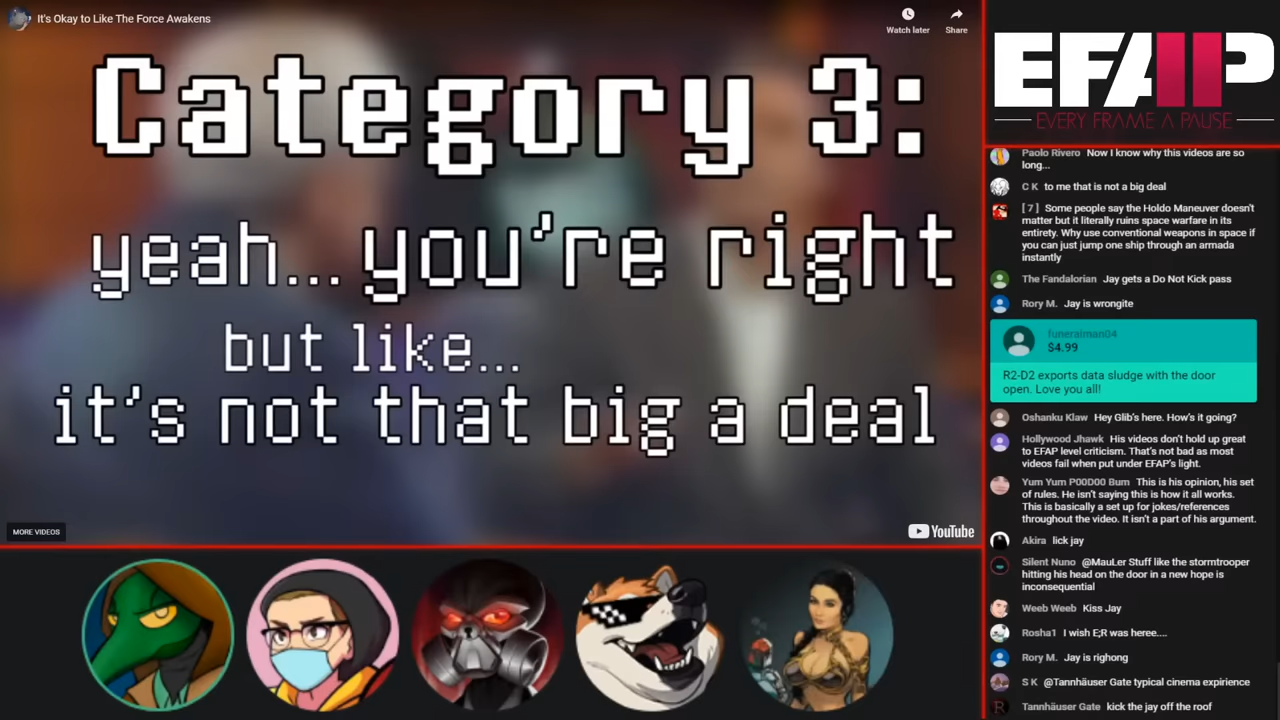 It's Okay to Like The Force Awakens
Watch later
Share
Category 3:
yeah... you're right
but like...
it's not that big a deal
MORE VIDEOS
YouTube
EFAP
EVERY FRAME A PAUSE
Paolo Rivero Now I know why this videos are so
long...
C K to me that is not a big deal
[ 7 ] Some people say the Holdo Maneuver doesn't
matter but it literally ruins space warfare in its
entirety. Why use conventional weapons in space if
you can just jump one ship through an armada
instantly
The Fandalorian Jay gets a Do Not Kick pass
Rory M. Jay is wrongite
funeralman04
$4.99
R2-D2 exports data sludge with the door
open. Love you all!
Oshanku Klaw Hey Glib's here. How's it going?
Hollywood Jhawk His videos don't hold up great
to EFAP level criticism. That's not bad as most
videos fail when put under EFAP's light.
Yum Yum P00D00 Bum This is his opinion, his set
of rules. He isn't saying this is how it all works.
This is basically a set up for jokes/references
throughout the video. It isn't a part of his argument.
Akira lick jay
Silent Nuno @MauLer Stuff like the stormtrooper
hitting his head on the door in a new hope is
inconsequential
Weeb Weeb Kiss Jay
Rosha1 I wish E;R was heree....
Rory M. Jay is righong
S K @Tannhäuser Gate typical cinema expirience
R
Tannhäuser Gate kick the jay off the roof